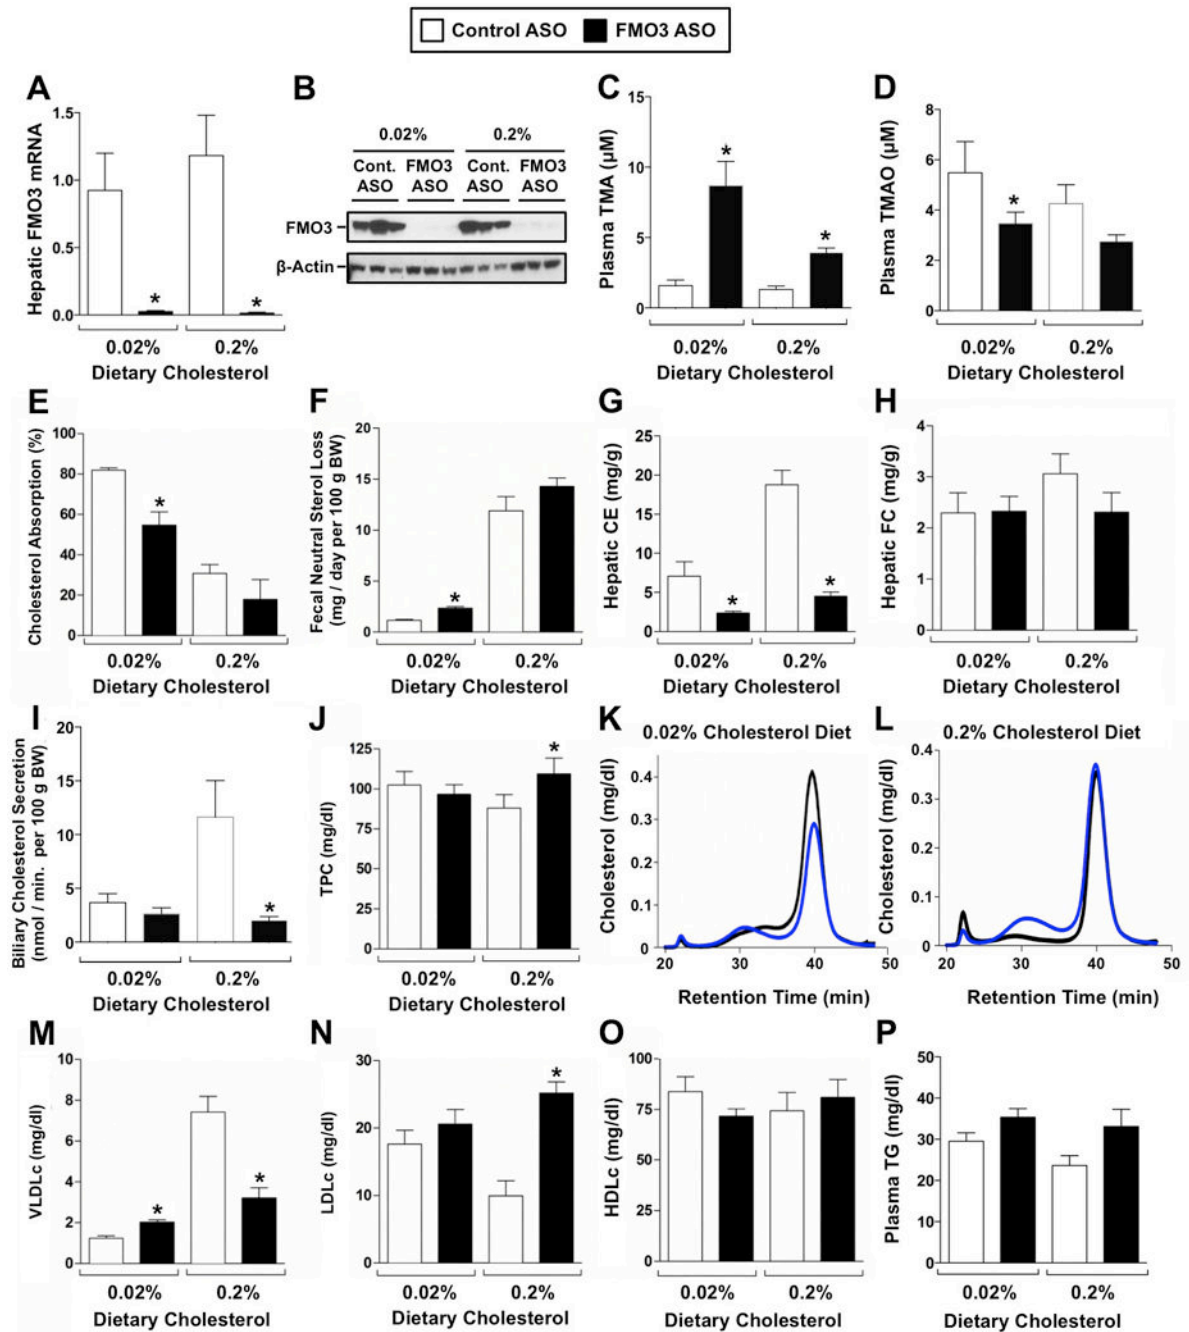 Control ASO FMO3 ASO
A
Hepatic FMO3 mRNA
1.5
1.0
0.5
0.0
*
*
0.02% 0.2%
Dietary Cholesterol
B
0.02% 0.2%
Cont. FMO3 Cont. FMO3
ASO ASO ASO ASO
FMO3
β-Actin
C
Plasma TMA (µM)
15
10
5
0
*
*
0.02% 0.2%
Dietary Cholesterol
D
Plasma TMAO (µM)
8
6
4
2
0
*
0.02% 0.2%
Dietary Cholesterol
E
Cholesterol Absorption (%)
100
80
60
40
20
0
*
0.02% 0.2%
Dietary Cholesterol
F
Fecal Neutral Sterol Loss
(mg / day per 100 g BW)
20
15
10
5
0
*
0.02% 0.2%
Dietary Cholesterol
G
Hepatic CE (mg/g)
25
20
15
10
5
0
*
*
0.02% 0.2%
Dietary Cholesterol
H
Hepatic FC (mg/g)
4
3
2
1
0
0.02% 0.2%
Dietary Cholesterol
I
Biliary Cholesterol Secretion
(nmol / min. per 100 g BW)
20
15
10
5
0
*
0.02% 0.2%
Dietary Cholesterol
J
TPC (mg/dl)
125
100
75
50
25
0
*
0.02% 0.2%
Dietary Cholesterol
K
0.02% Cholesterol Diet
Cholesterol (mg/dl)
0.4
0.3
0.2
0.1
0
20 30 40 50
Retention Time (min)
L
0.2% Cholesterol Diet
Cholesterol (mg/dl)
0.4
0.3
0.2
0.1
0
20 30 40 50
Retention Time (min)
M
VLDLc (mg/dl)
10
8
6
4
2
0
*
*
0.02% 0.2%
Dietary Cholesterol
N
LDLc (mg/dl)
30
20
10
0
*
0.02% 0.2%
Dietary Cholesterol
O
HDLc (mg/dl)
100
75
50
25
0
0.02% 0.2%
Dietary Cholesterol
P
Plasma TG (mg/dl)
50
40
30
20
10
0
0.02% 0.2%
Dietary Cholesterol